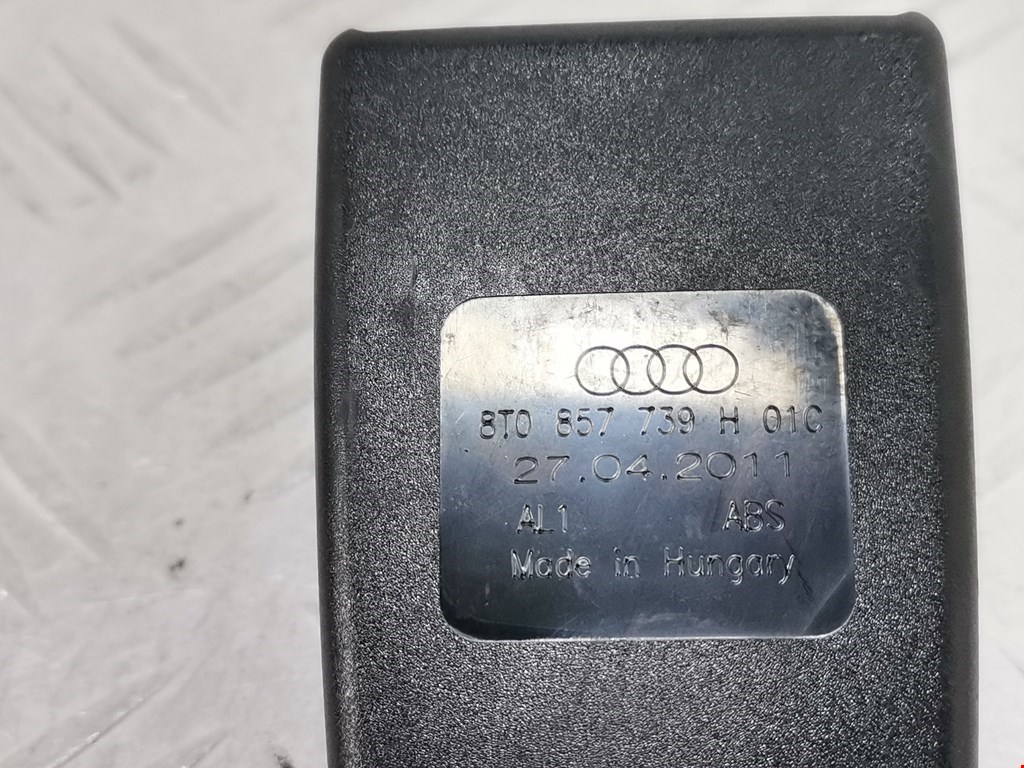 8T0 857 739 H 01C
27.04.2011
AL1 ABS
Made in Hungary